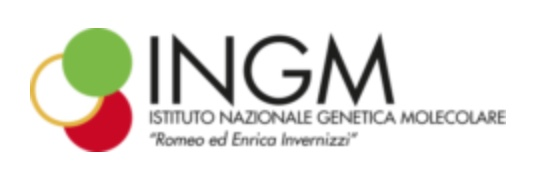 INGM
ISTITUTO NAZIONALE GENETICA MOLECOLARE
"Romeo ed Enrica Invernizzi"